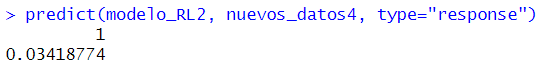 > predict(modelo_RL2, nuevos_datos4, type="response")
1
0.03418774